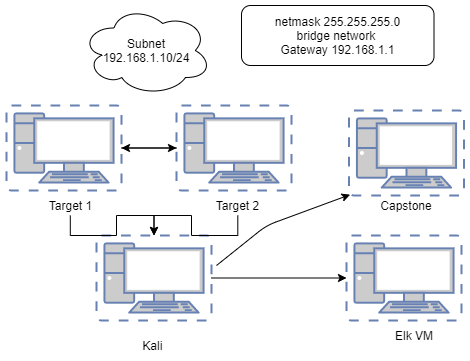 Subnet
192.168.1.10/24
netmask 255.255.255.0
bridge network
Gateway 192.168.1.1
Target 1
Target 2
Capstone
Kali
Elk VM